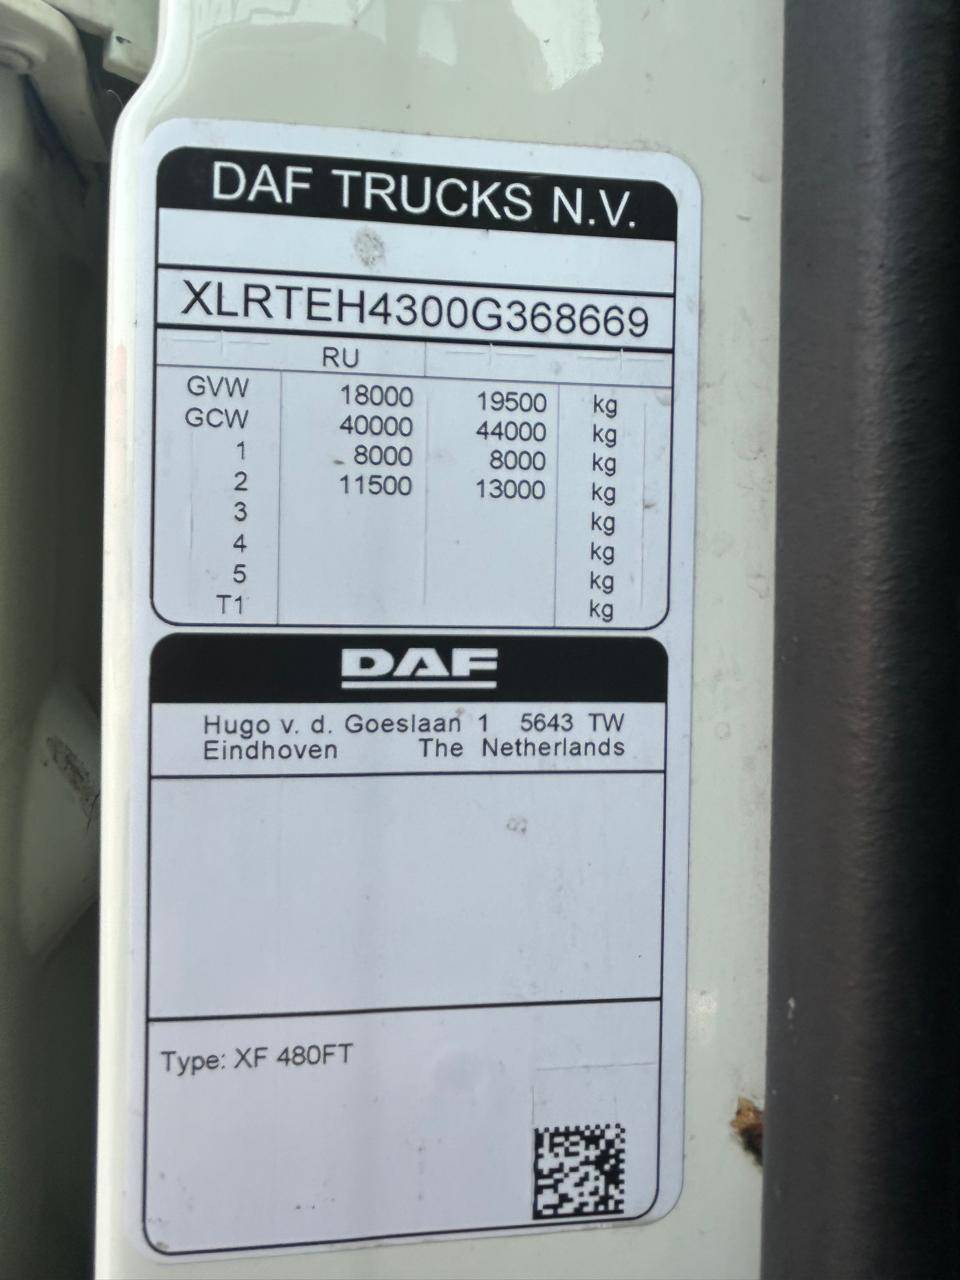 DAF TRUCKS N.V.
XLRTEH4300G368669
RU
GVW 18000 19500 kg
GCW 40000 44000 kg
1 8000 8000 kg
2 11500 13000 kg
3 kg
4 kg
5 kg
T1 kg
DAF
Hugo v. d. Goeslaan 1 5643 TW
Eindhoven The Netherlands
Type: XF 480FT